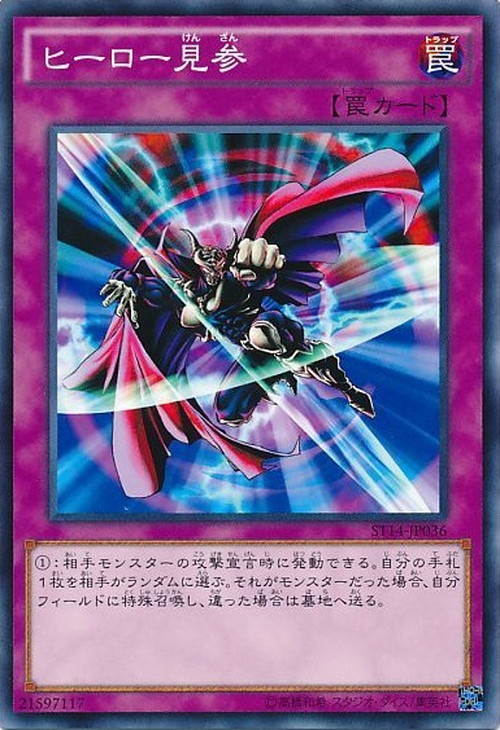 ヒーロー見参
罠
【罠カード】
ST14-JP036
①：相手モンスターの攻撃宣言時に発動できる。自分の手札
１枚を相手がランダムに選ぶ。それがモンスターだった場合、自分
フィールドに特殊召喚し、違った場合は墓地へ送る。
21597117
©高橋和希 スタジオ・ダイス/集英社